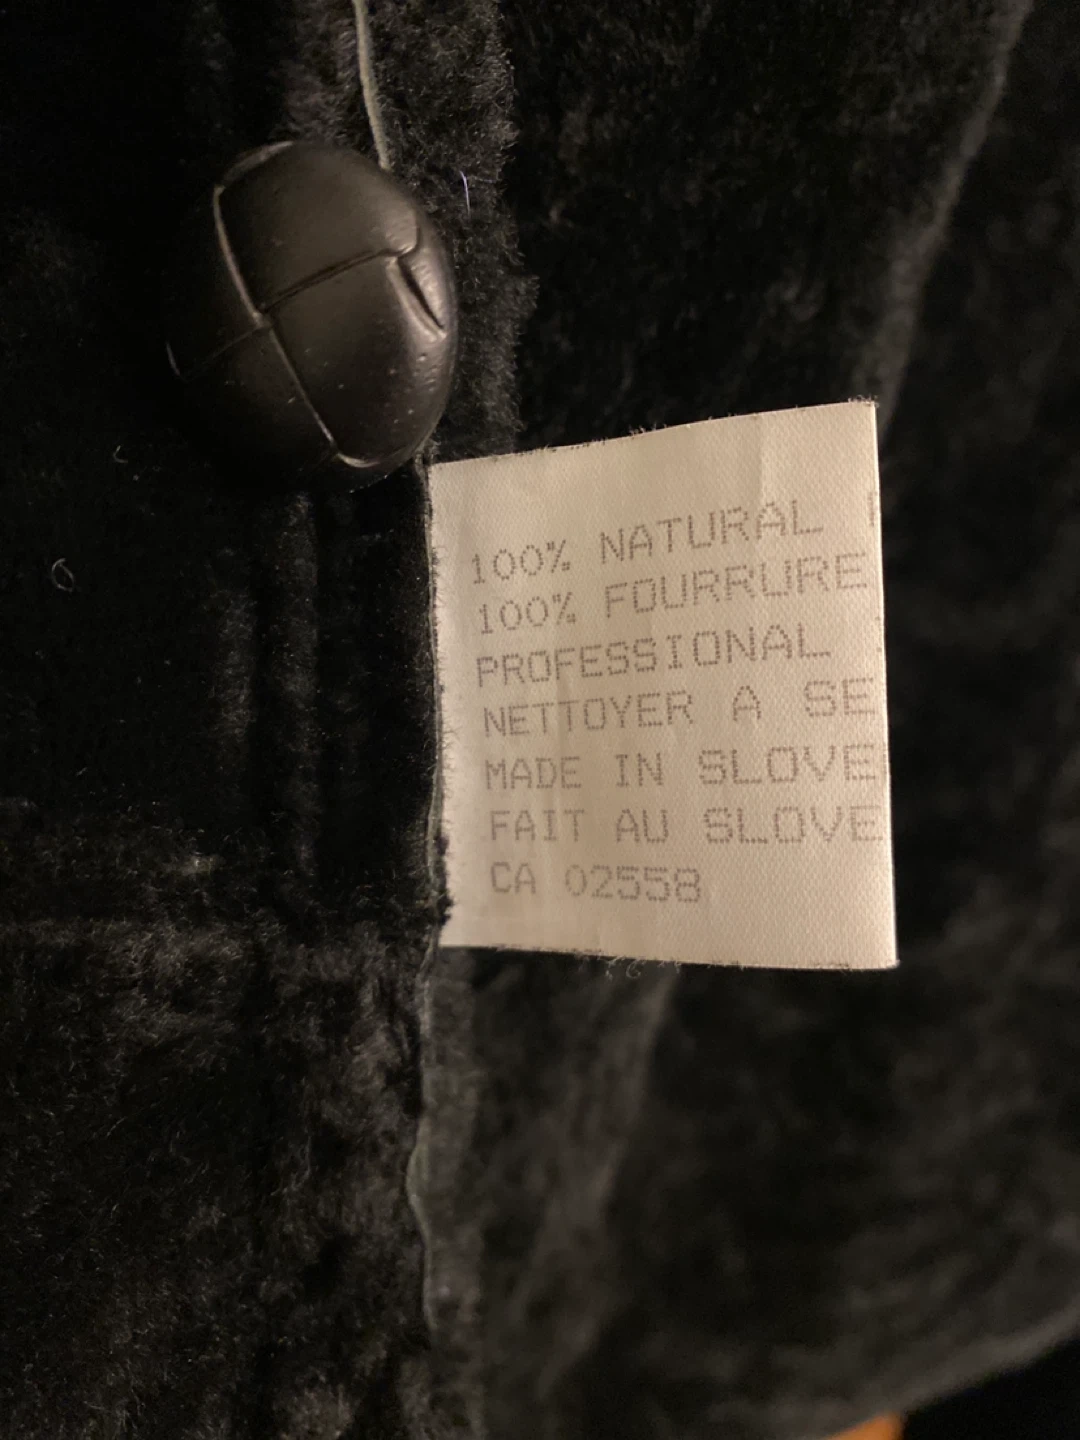 100% NATURAL
100% FOURRURE
PROFESSIONAL
NETTOYER A SE
MADE IN SLOVE
FAIT AU SLOVE
CA 02558